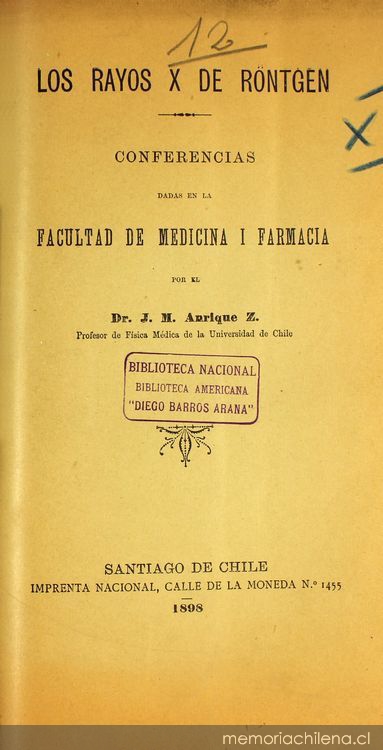 12
LOS RAYOS X DE RÖNTGEN
X
CONFERENCIAS
DADAS EN LA
FACULTAD DE MEDICINA I FARMACIA
POR EL
Dr. J. M. Anrique Z.
Profesor de Física Médica de la Universidad de Chile
BIBLIOTECA NACIONAL
BIBLIOTECA AMERICANA
"DIEGO BARROS ARANA"
SANTIAGO DE CHILE
IMPRENTA NACIONAL, CALLE DE LA MONEDA N.º 1455
1898
memoriachilena.cl